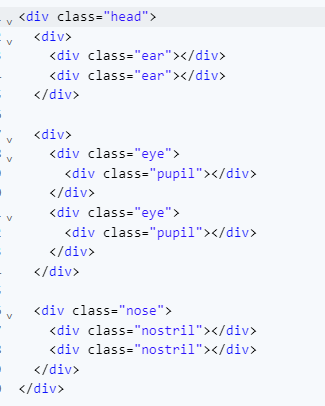 <div class="head">
  <div>
    <div class="ear"></div>
    <div class="ear"></div>
  </div>

  <div>
    <div class="eye">
      <div class="pupil"></div>
    </div>
    <div class="eye">
      <div class="pupil"></div>
    </div>
  </div>

  <div class="nose">
    <div class="nostril"></div>
    <div class="nostril"></div>
  </div>
</div>